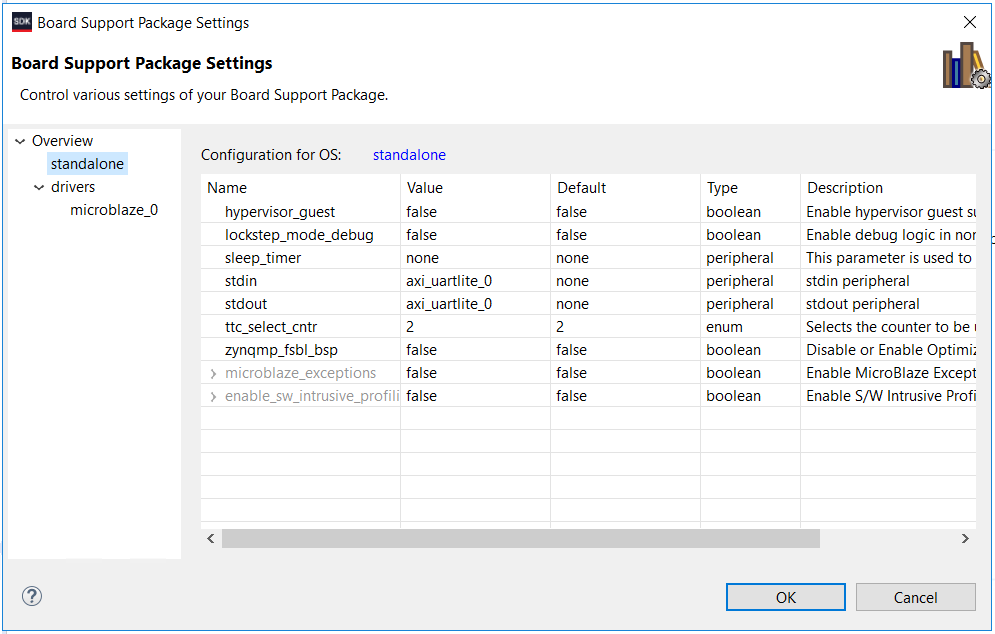 SDK Board Support Package Settings
Board Support Package Settings
Control various settings of your Board Support Package.
Overview
standalone
drivers
microblaze_0
Configuration for OS: standalone
Name Value Default Type Description
hypervisor_guest false false boolean Enable hypervisor guest su
lockstep_mode_debug false false boolean Enable debug logic in nor
sleep_timer none none peripheral This parameter is used to
stdin axi_uartlite_0 none peripheral stdin peripheral
stdout axi_uartlite_0 none peripheral stdout peripheral
ttc_select_cntr 2 2 enum Selects the counter to be
zynqmp_fsbl_bsp false false boolean Disable or Enable Optimiz
microblaze_exceptions false false boolean Enable MicroBlaze Except
enable_sw_intrusive_profili false false boolean Enable S/W Intrusive Profi
?
OK Cancel